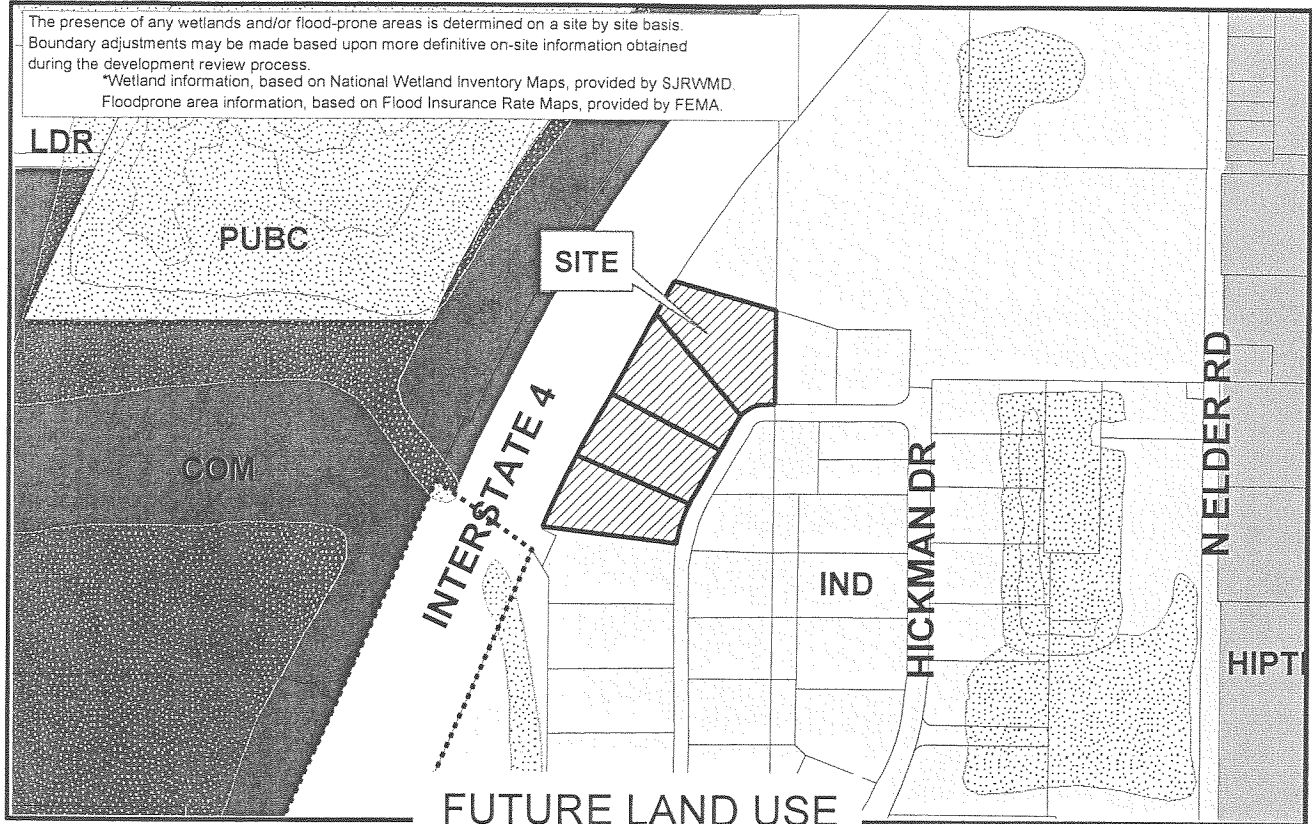 The presence of any wetlands and/or flood-prone areas is determined on a site by site basis.
Boundary adjustments may be made based upon more definitive on-site information obtained
during the development review process.
*Wetland information, based on National Wetland Inventory Maps, provided by SJRWMD.
Floodprone area information, based on Flood Insurance Rate Maps, provided by FEMA.
LDR
PUBC
SITE
COM
INTERSTATE 4
IND
HICKMAN DR
N ELDER RD
HIPTI
FUTURE LAND USE